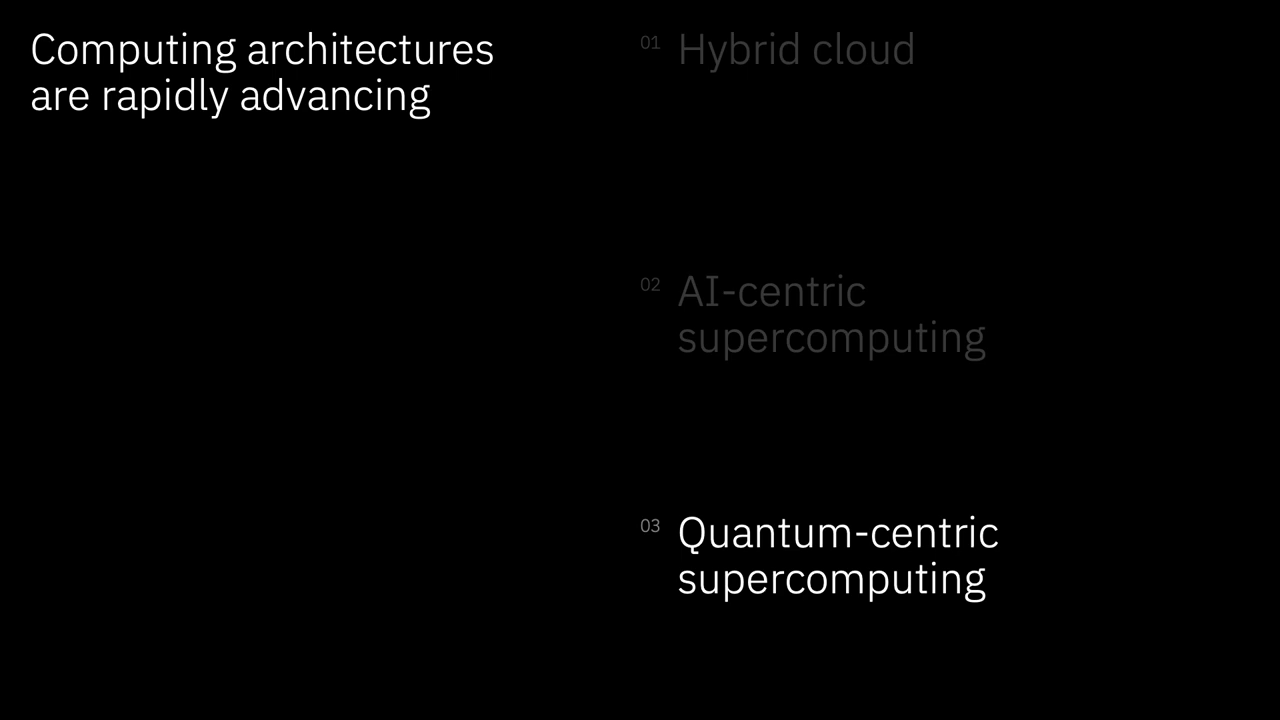 Computing architectures
are rapidly advancing
01 Hybrid cloud
02 AI-centric
supercomputing
03 Quantum-centric
supercomputing